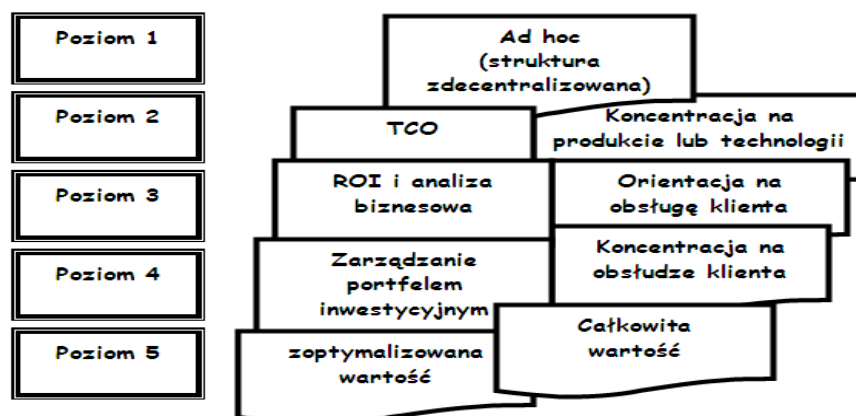 Poziom 1
Ad hoc
(struktura
zdecentralizowana)
Poziom 2
TCO
Koncentracja na
produkcie lub technologii
Poziom 3
ROI i analiza
biznesowa
Orientacja na
obsługę klienta
Poziom 4
Zarządzanie
portfelem
inwestycyjnym
Koncentracja na
obsłudze klienta
Poziom 5
zoptymalizowana
wartość
Całkowita
wartość